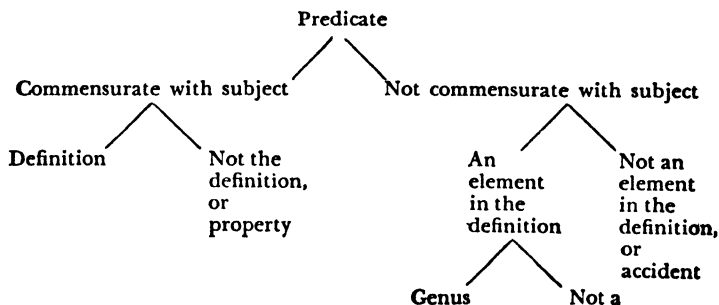 Predicate
Commensurate with subject
Not commensurate with subject
Definition
Not the
definition,
or
property
An
element
in the
definition
Not an
element
in the
definition,
or
accident
Genus
Not a